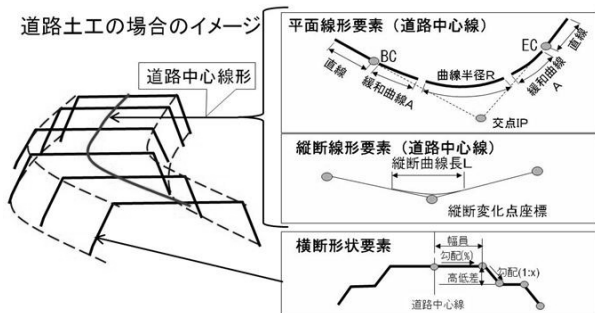 道路土工の場合のイメージ
道路中心線形
平面線形要素（道路中心線）
BC
EC
直線
緩和曲線A
曲線半径R
緩和曲線
A
直線
交点IP
縦断線形要素（道路中心線）
縦断曲線長L
縦断変化点座標
横断形状要素
幅員
勾配(%)
勾配(1:x)
高低差
道路中心線